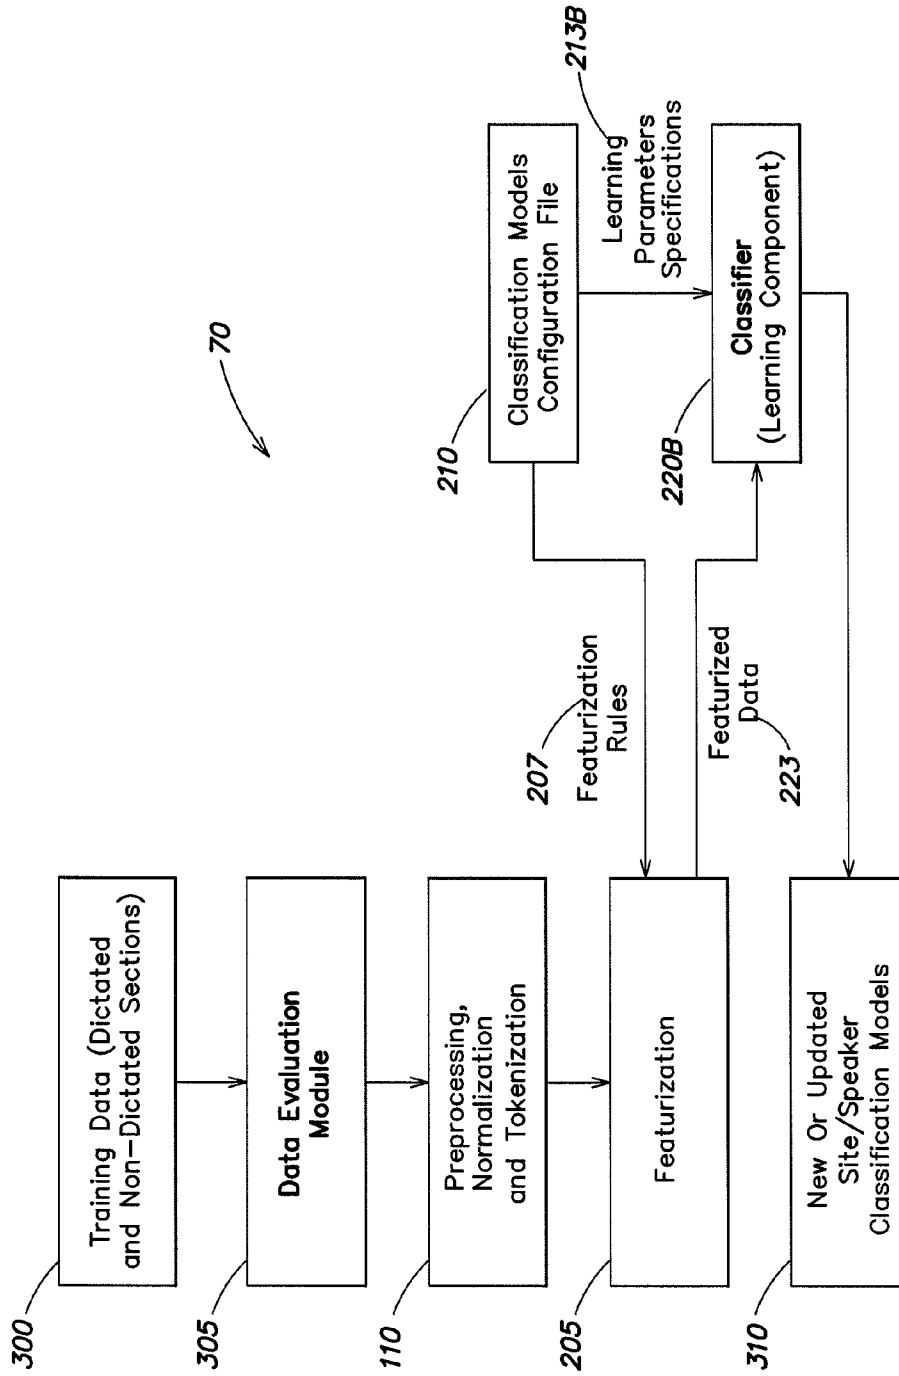 70
300
Training Data (Dictated
and Non-Dictated Sections)
305
Data Evaluation
Module
110
Preprocessing,
Normalization
and Tokenization
205
Featurization
310
New Or Updated
Site/Speaker
Classification Models
207
Featurization
Rules
Featurized
Data
223
210
Classification Models
Configuration File
213B
Learning
Parameters
Specifications
220B
Classifier
(Learning Component)